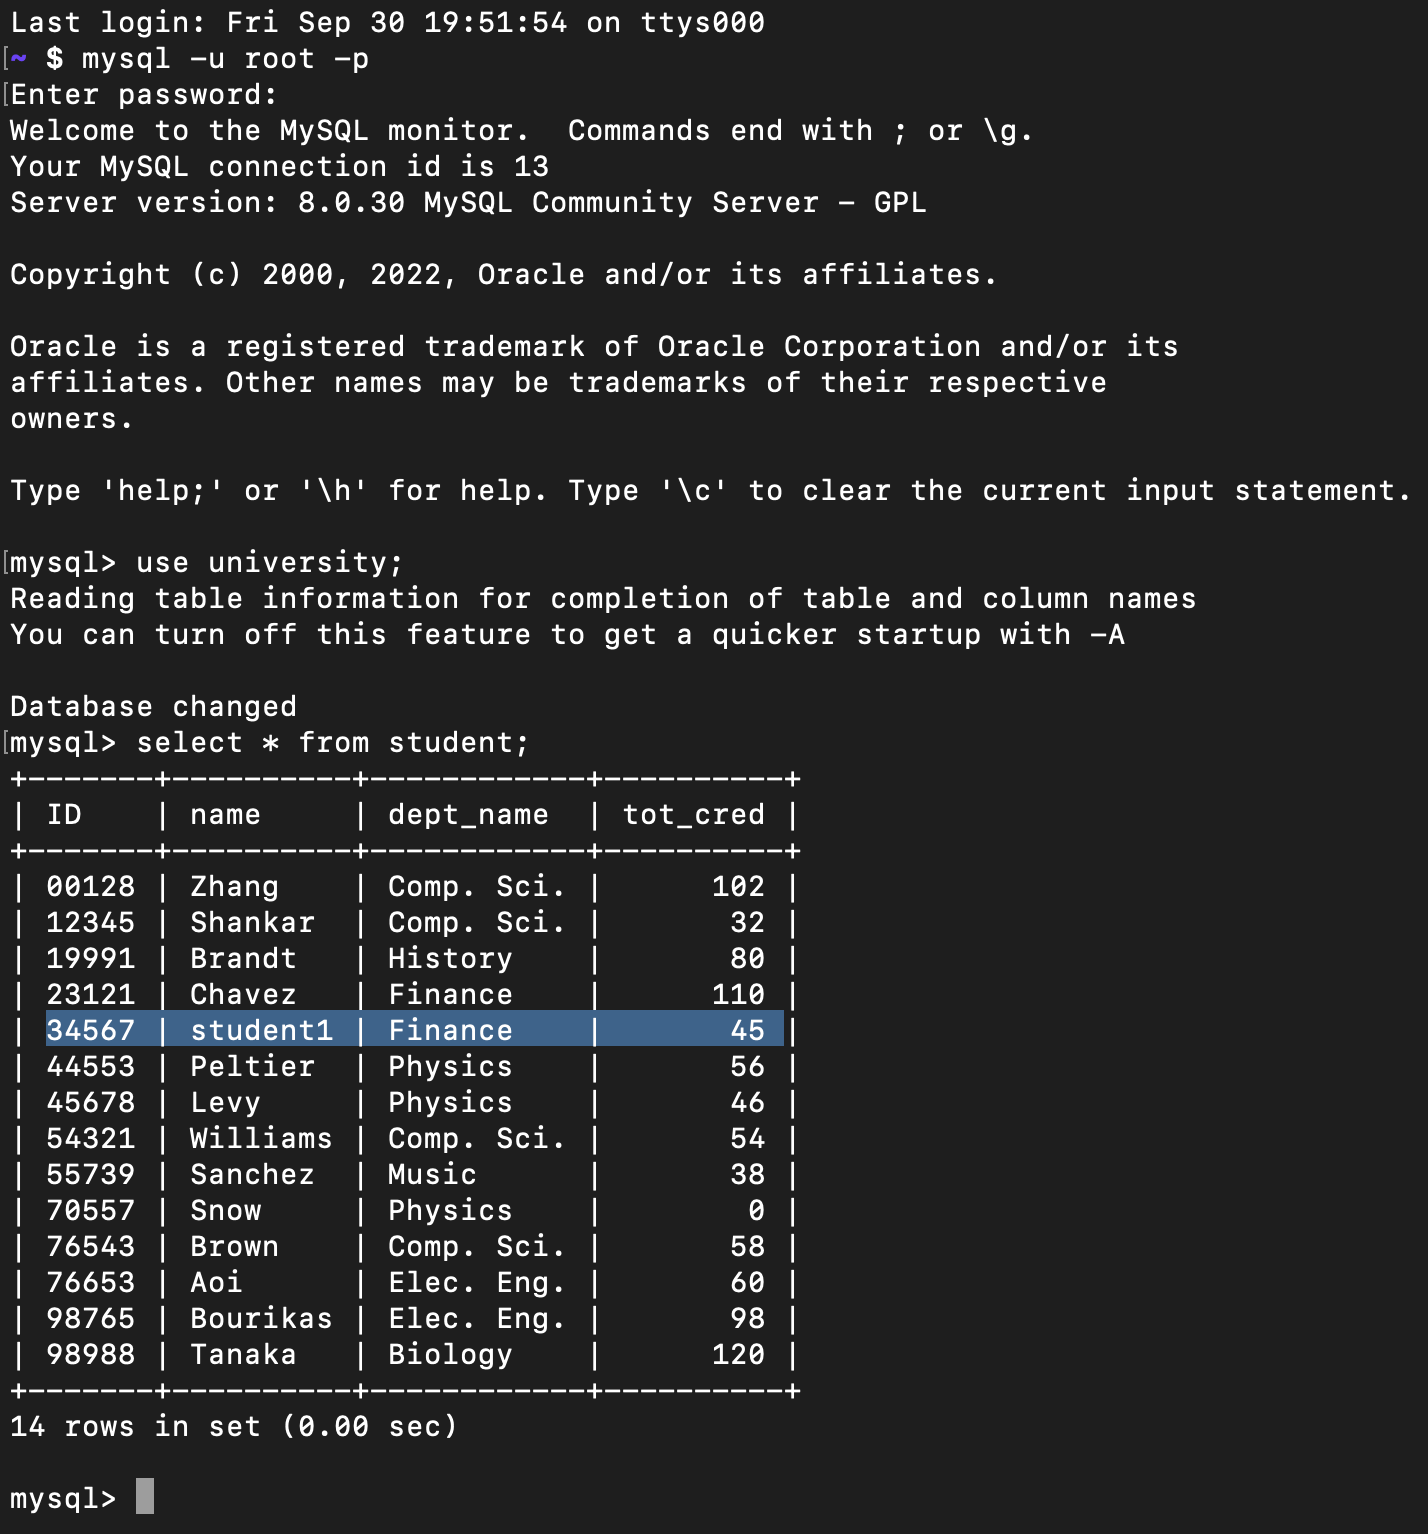 Last login: Fri Sep 30 19:51:54 on ttys000
[~ $ mysql -u root -p
[Enter password:
Welcome to the MySQL monitor.  Commands end with ; or \g.
Your MySQL connection id is 13
Server version: 8.0.30 MySQL Community Server - GPL

Copyright (c) 2000, 2022, Oracle and/or its affiliates.

Oracle is a registered trademark of Oracle Corporation and/or its
affiliates. Other names may be trademarks of their respective
owners.

Type 'help;' or '\h' for help. Type '\c' to clear the current input statement.

[mysql> use university;
Reading table information for completion of table and column names
You can turn off this feature to get a quicker startup with -A

Database changed
[mysql> select * from student;
+-------+----------+------------+----------+
| ID    | name     | dept_name  | tot_cred |
+-------+----------+------------+----------+
| 00128 | Zhang    | Comp. Sci. |      102 |
| 12345 | Shankar  | Comp. Sci. |       32 |
| 19991 | Brandt   | History    |       80 |
| 23121 | Chavez   | Finance    |      110 |
| 34567 | student1 | Finance    |       45 |
| 44553 | Peltier  | Physics    |       56 |
| 45678 | Levy     | Physics    |       46 |
| 54321 | Williams | Comp. Sci. |       54 |
| 55739 | Sanchez  | Music      |       38 |
| 70557 | Snow     | Physics    |        0 |
| 76543 | Brown    | Comp. Sci. |       58 |
| 76653 | Aoi      | Elec. Eng. |       60 |
| 98765 | Bourikas | Elec. Eng. |       98 |
| 98988 | Tanaka   | Biology    |      120 |
+-------+----------+------------+----------+
14 rows in set (0.00 sec)

mysql>